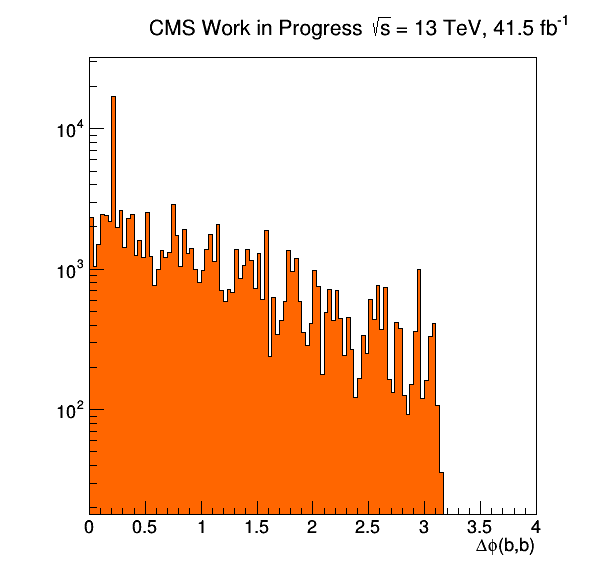 CMS Work in Progress √s = 13 TeV, 41.5 fb⁻¹
10⁴
10³
10²
0 0.5 1 1.5 2 2.5 3 3.5 4
Δϕ(b,b)